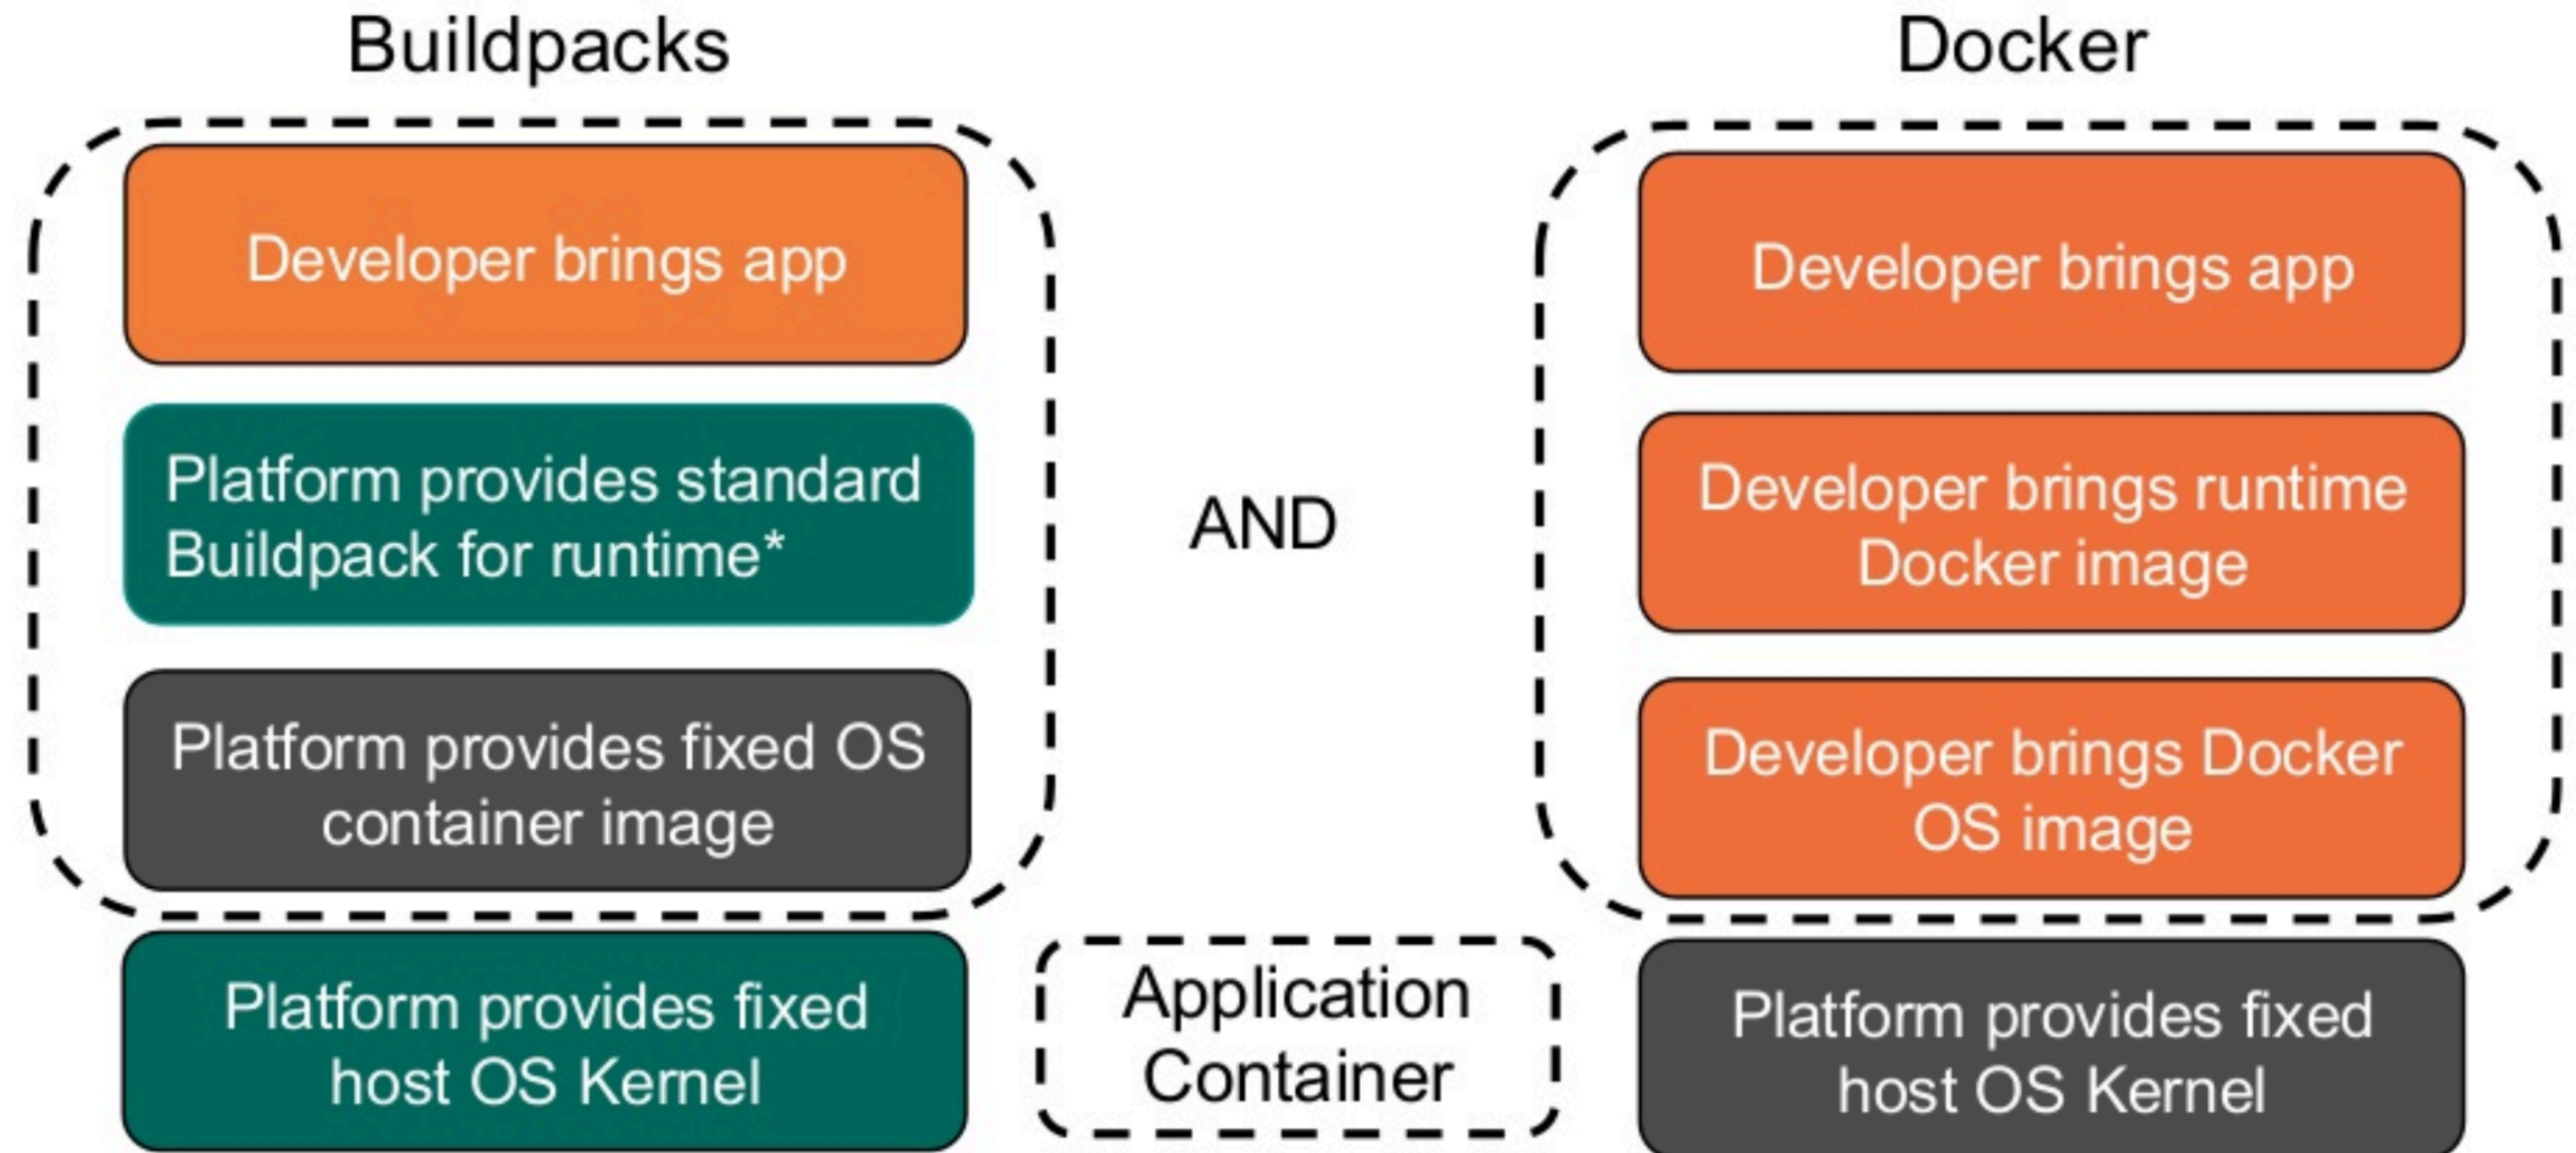 Buildpacks
Developer brings app
Platform provides standard
Buildpack for runtime*
Platform provides fixed OS
container image
Platform provides fixed
host OS Kernel
AND
Application
Container
Docker
Developer brings app
Developer brings runtime
Docker image
Developer brings Docker
OS image
Platform provides fixed
host OS Kernel